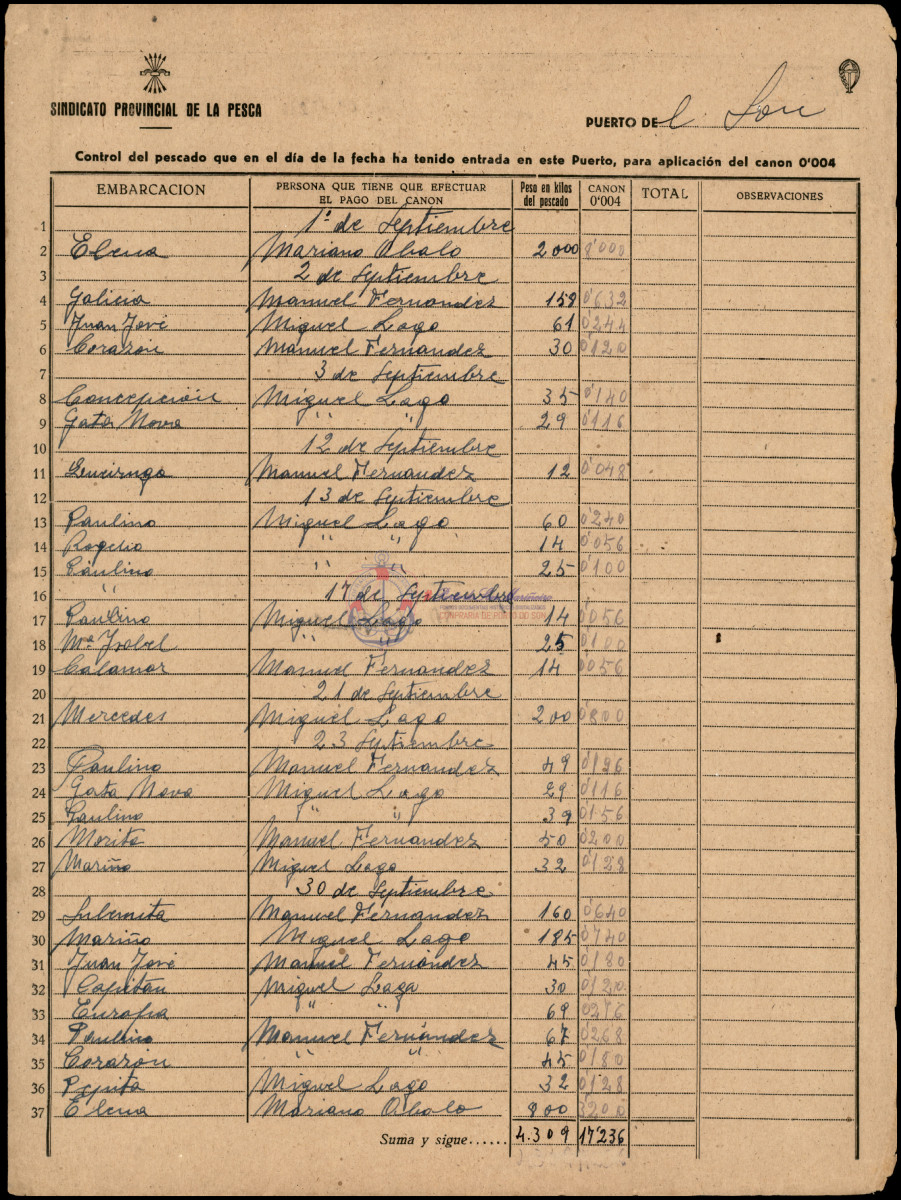 SINDICATO PROVINCIAL DE LA PESCA
PUERTO DE l Son
Control del pescado que en el día de la fecha ha tenido entrada en este Puerto, para aplicación del canon 0'004
EMBARCACION PERSONA QUE TIENE QUE EFECTUAR EL PAGO DEL CANON Peso en kilos del pescado CANON 0'004 TOTAL OBSERVACIONES
1 1º de Septiembre
2 Elena Mariano Obalo 2000 8'000
3 2 de Septiembre
4 Galicia Manuel Fernandez 158 0'632
5 Juan José Miguel Lago 61 0'244
6 Corazón Manuel Fernandez 30 0'120
7 3 de Septiembre
8 Concepción Miguel Lago 35 0'140
9 Gata Nova " " 29 0'116
10 12 de Septiembre
11 Manuel Fernandez 12 0'048
12 13 de Septiembre
13 Paulino Miguel Lago 60 0'240
14 Rogelio " " 14 0'056
15 Paulino " " 25 0'100
16 " 17 de Septiembre
17 Paulino Miguel Lago 14 0'056
18 Mª Isabel " " 25 0'100
19 Calamar Manuel Fernandez 14 0'056
20 21 de Septiembre
21 Mercedes Miguel Lago 200 0'800
22 23 Septiembre
23 Paulino Manuel Fernandez 49 0'196
24 Gata Nova Miguel Lago 29 0'116
25 Paulino " " 39 0'156
26 Morita Manuel Fernandez 50 0'200
27 Mariño Miguel Lago 32 0'128
28 30 de Septiembre
29 Manuel Fernandez 160 0'640
30 Mariño Miguel Lago 185 0'740
31 Juan José Manuel Fernández 45 0'180
32 Capitán Miguel Lago 30 0'120
33 Eurofia " " 69 0'276
34 Paulino Manuel Fernandez 67 0'268
35 Corazón " " 45 0'180
36 Pepita Miguel Lago 32 0'128
37 Elena Mariano Obalo 800 3'200
Suma y sigue...... 4.309 17'236